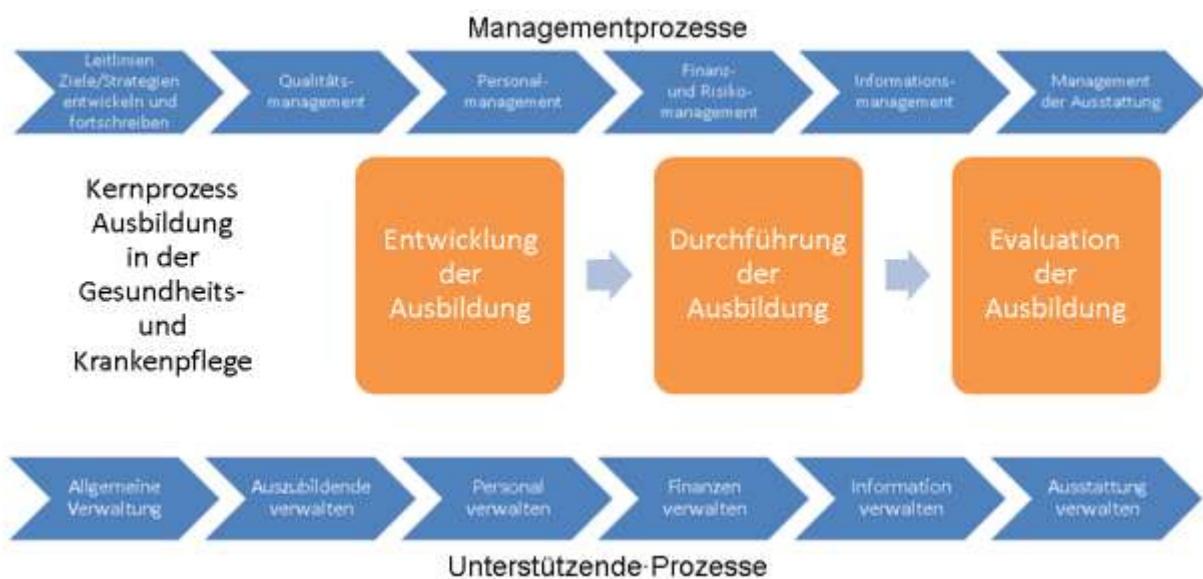 Managementprozesse
Leitlinien
Ziele/Strategien
entwickeln und
fortschreiben
Qualitäts-
management
Personal-
management
Finanz-
und Risiko-
management
Informations-
management
Management
der Ausstattung
Kernprozess
Ausbildung
in der
Gesundheits-
und
Krankenpflege
Entwicklung
der
Ausbildung
Durchführung
der
Ausbildung
Evaluation
der
Ausbildung
Allgemeine
Verwaltung
Auszubildende
verwalten
Personal
verwalten
Finanzen
verwalten
Information
verwalten
Ausstattung
verwalten
Unterstützende·Prozesse